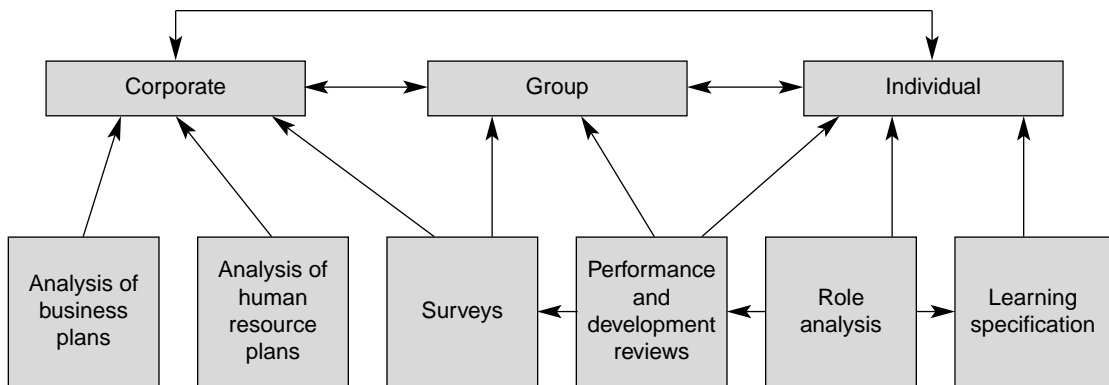 Corporate
Group
Individual
Analysis of
business
plans
Analysis of
human
resource
plans
Surveys
Performance
and
development
reviews
Role
analysis
Learning
specification